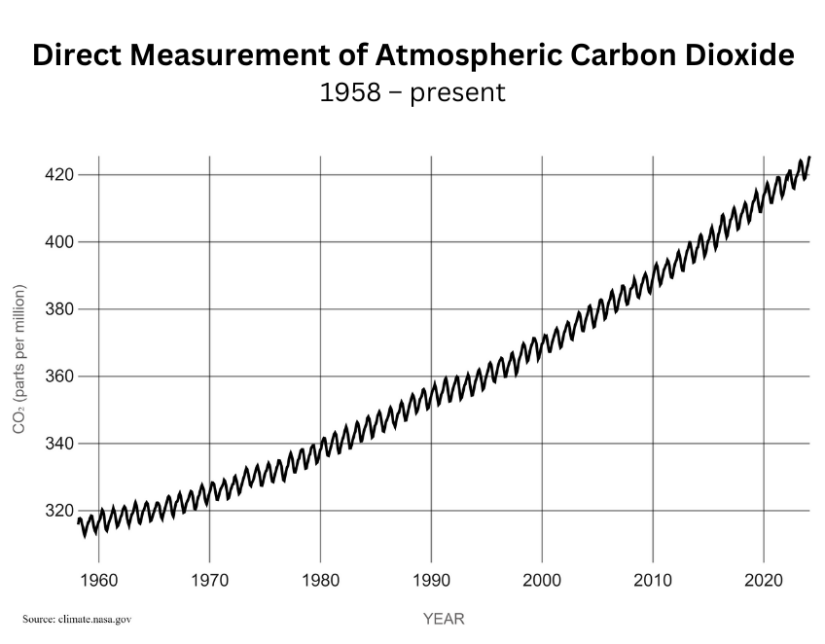 Direct Measurement of Atmospheric Carbon Dioxide
1958 – present
420
400
380
360
340
320
CO₂ (parts per million)
1960 1970 1980 1990 2000 2010 2020
YEAR
Source: climate.nasa.gov